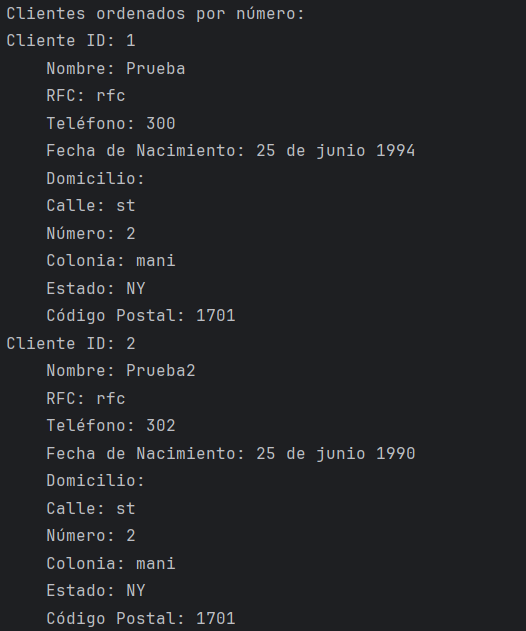 Clientes ordenados por número:
Cliente ID: 1
Nombre: Prueba
RFC: rfc
Teléfono: 300
Fecha de Nacimiento: 25 de junio 1994
Domicilio:
Calle: st
Número: 2
Colonia: mani
Estado: NY
Código Postal: 1701
Cliente ID: 2
Nombre: Prueba2
RFC: rfc
Teléfono: 302
Fecha de Nacimiento: 25 de junio 1990
Domicilio:
Calle: st
Número: 2
Colonia: mani
Estado: NY
Código Postal: 1701